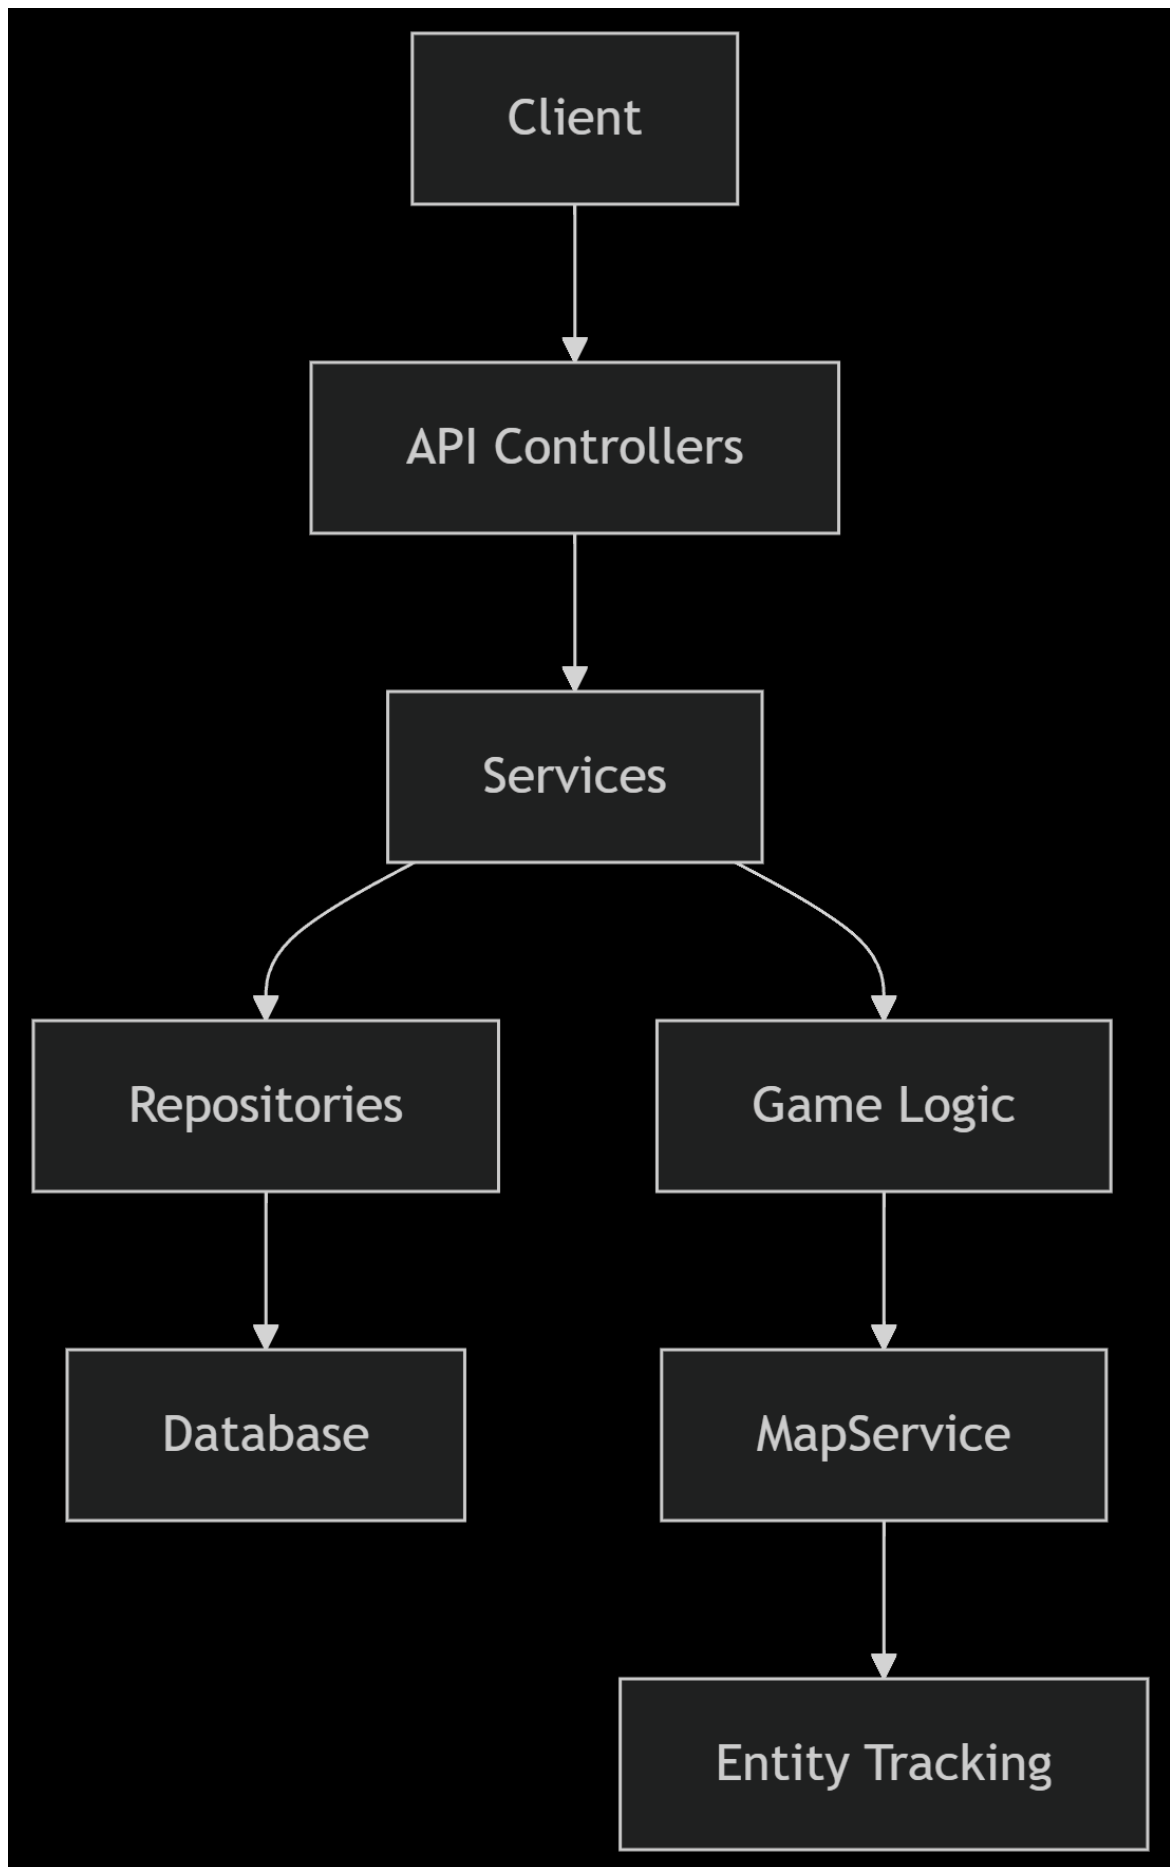 Client
API Controllers
Services
Repositories
Game Logic
Database
MapService
Entity Tracking